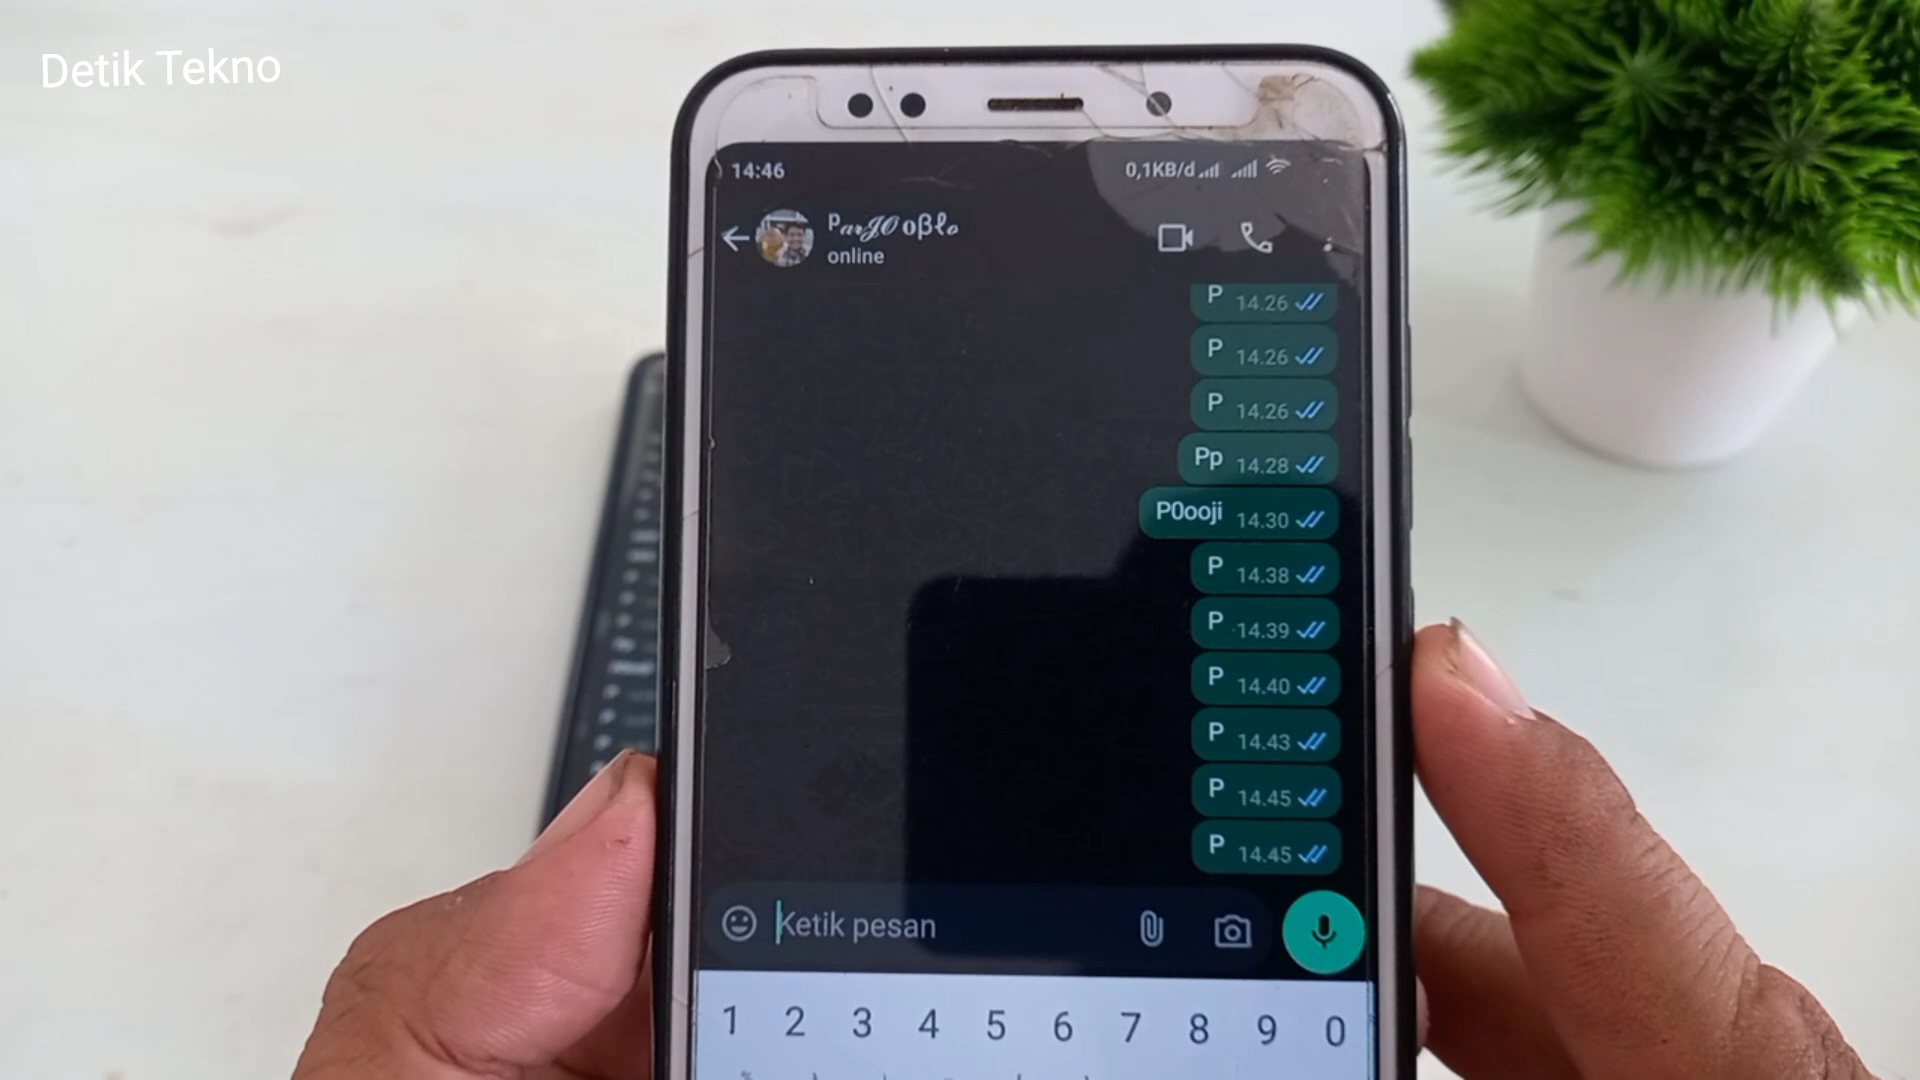 Detik Tekno
14:46
0,1KB/d
ᴾ𝒶𝓇𝒥𝒪 𝐨βℓℴ
online
P 14.26
P 14.26
P 14.26
Pp 14.28
P0ooji 14.30
P 14.38
P 14.39
P 14.40
P 14.43
P 14.45
P 14.45
Ketik pesan
1 2 3 4 5 6 7 8 9 0